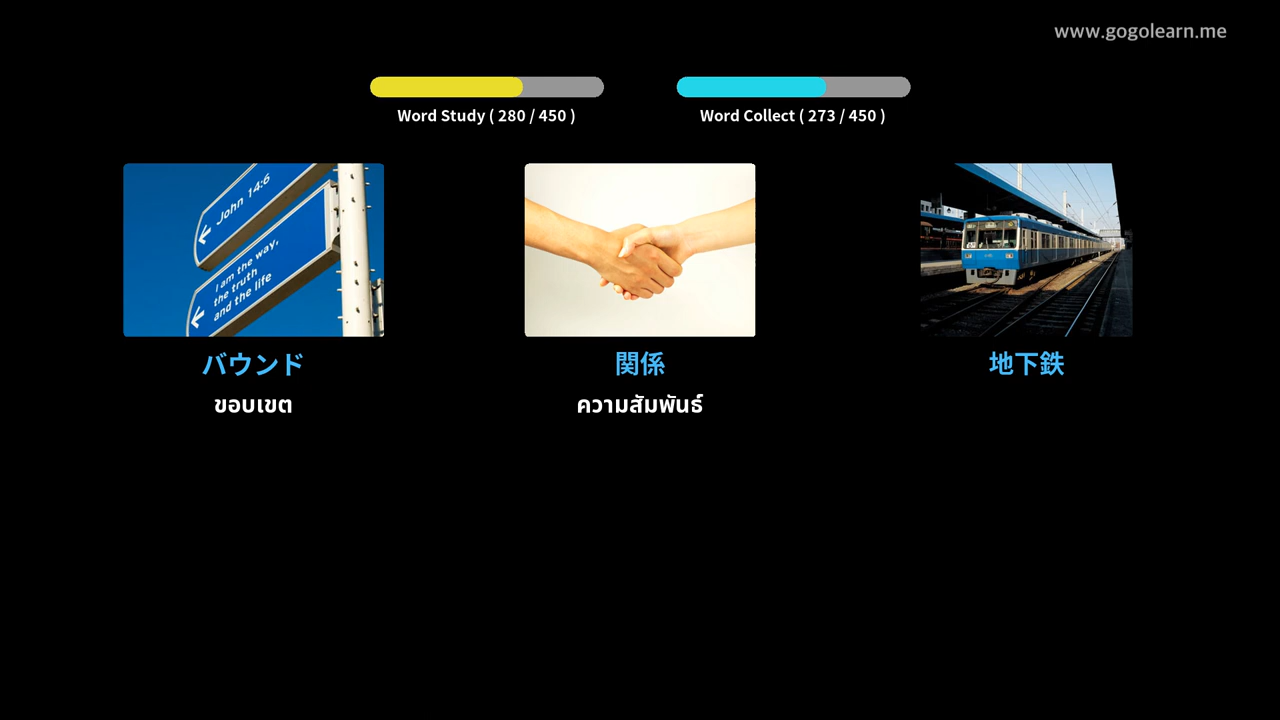 www.gogolearn.me
Word Study ( 280 / 450 )
Word Collect ( 273 / 450 )
John 14:6
I am the way,
the truth
and the life
バウンド
関係
地下鉄
ขอบเขต
ความสัมพันธ์